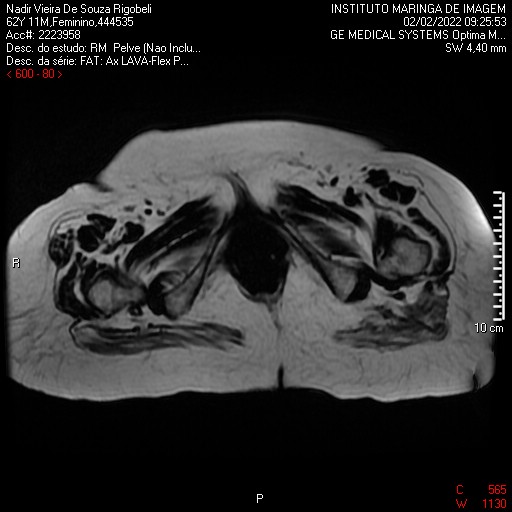 Nadir Vieira De Souza Rigobeli
62Y 11M,Feminino,444535
Acc#: 2223958
Desc. do estudo: RM  Pelve (Nao Inclu...
Desc. da série: FAT: Ax LAVA-Flex P...
< 600 - 80 >
INSTITUTO MARINGA DE IMAGEM
02/02/2022 09:25:53
GE MEDICAL SYSTEMS Optima M...
SW 4,40 mm
R
10 cm
P
C 565
W 1130